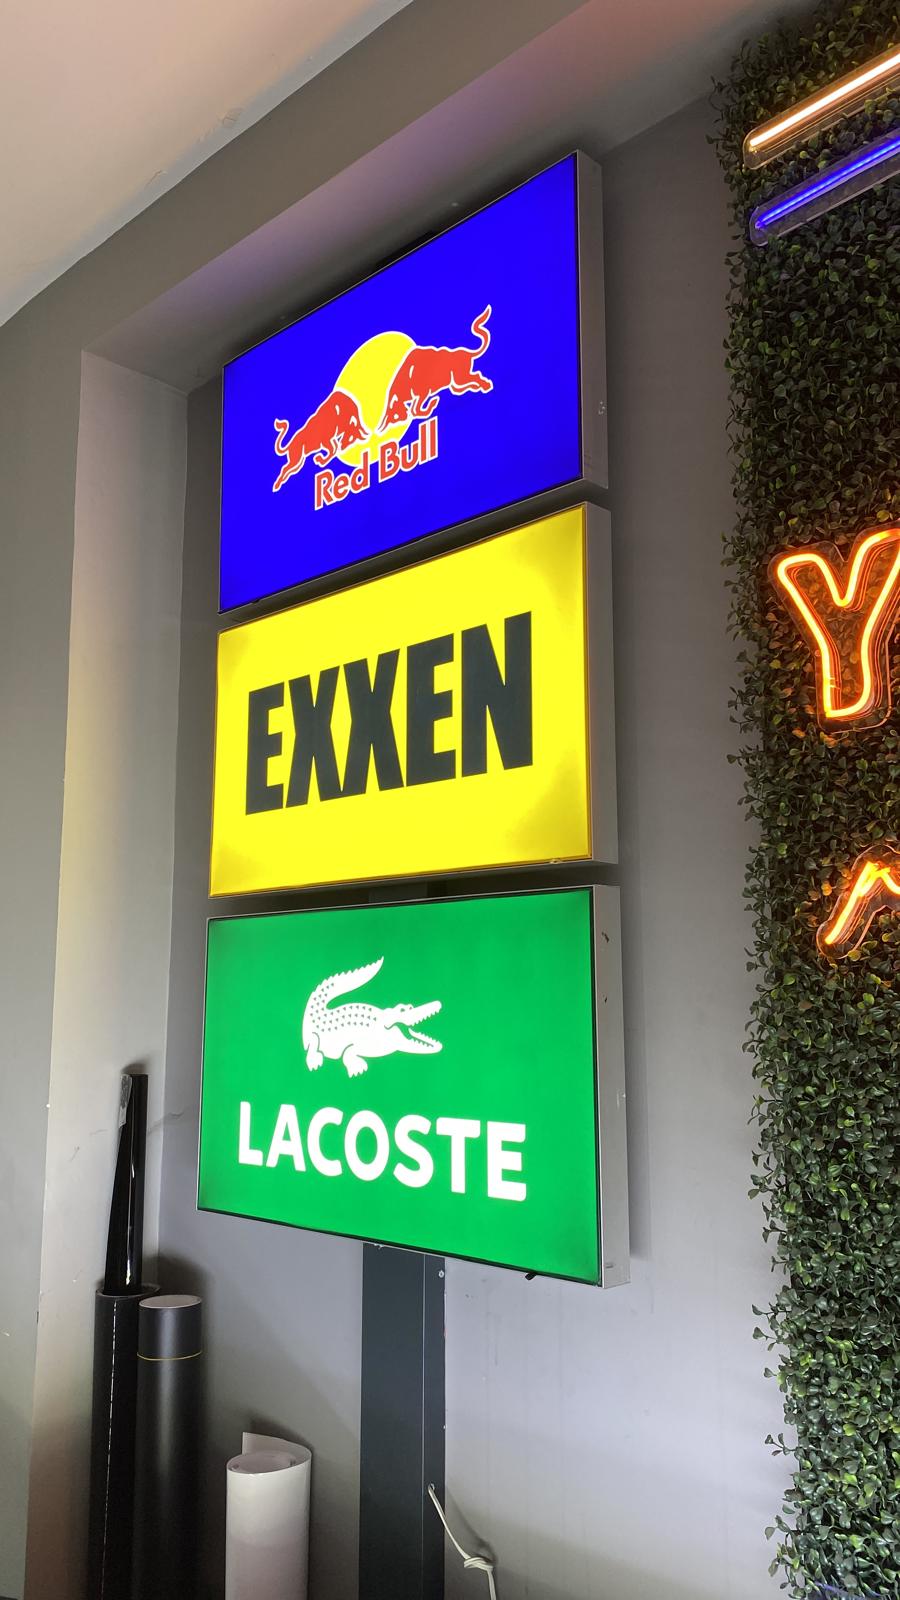 Red Bull
EXXEN
LACOSTE
Y